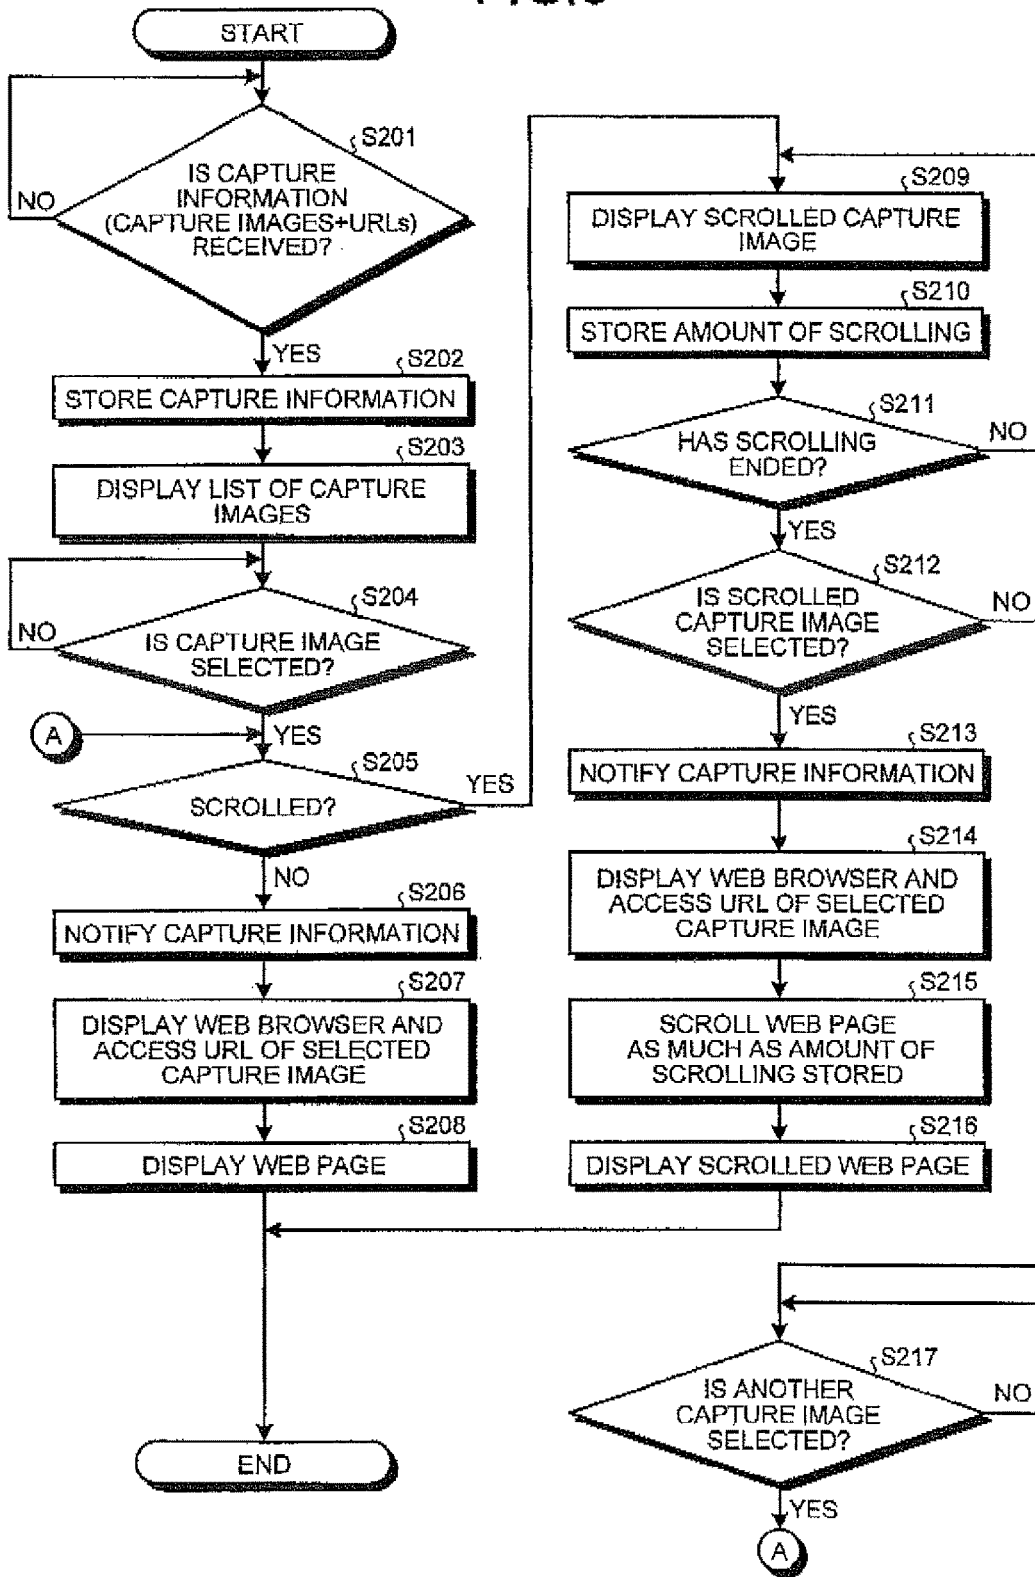 START
S201
IS CAPTURE
INFORMATION
(CAPTURE IMAGES+URLs)
RECEIVED?
NO
YES
S202
STORE CAPTURE INFORMATION
S203
DISPLAY LIST OF CAPTURE
IMAGES
S204
IS CAPTURE IMAGE
SELECTED?
NO
YES
A
S205
SCROLLED?
YES
NO
S206
NOTIFY CAPTURE INFORMATION
S207
DISPLAY WEB BROWSER AND
ACCESS URL OF SELECTED
CAPTURE IMAGE
S208
DISPLAY WEB PAGE
END
S209
DISPLAY SCROLLED CAPTURE
IMAGE
S210
STORE AMOUNT OF SCROLLING
S211
HAS SCROLLING
ENDED?
NO
YES
S212
IS SCROLLED
CAPTURE IMAGE
SELECTED?
NO
YES
S213
NOTIFY CAPTURE INFORMATION
S214
DISPLAY WEB BROWSER AND
ACCESS URL OF SELECTED
CAPTURE IMAGE
S215
SCROLL WEB PAGE
AS MUCH AS AMOUNT OF
SCROLLING STORED
S216
DISPLAY SCROLLED WEB PAGE
S217
IS ANOTHER
CAPTURE IMAGE
SELECTED?
NO
YES
A